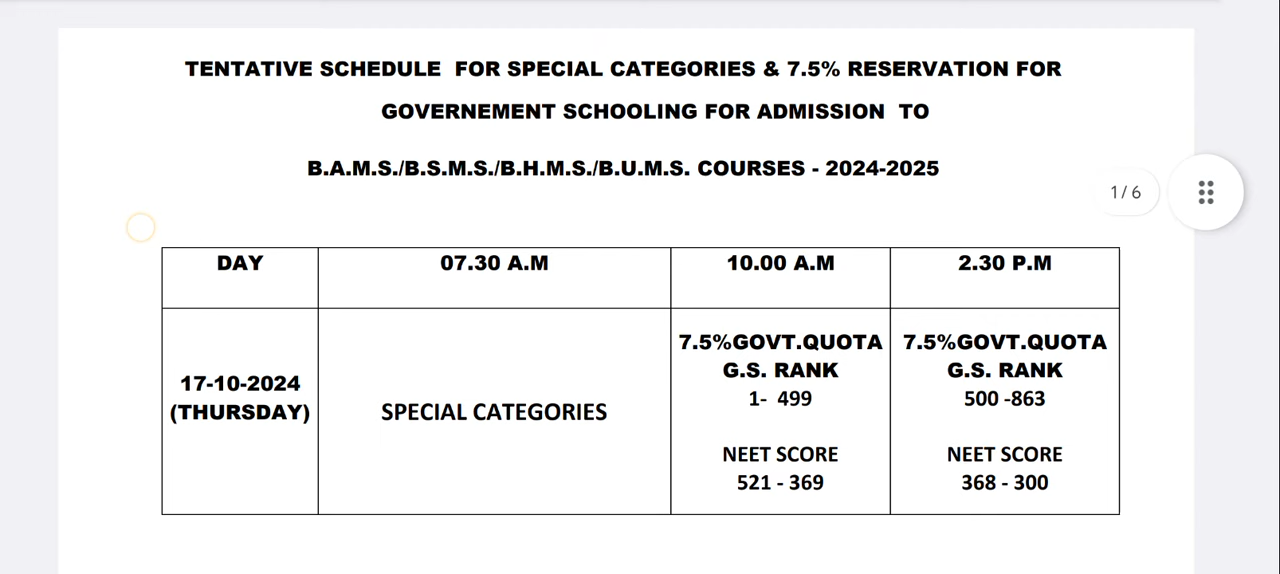 TENTATIVE SCHEDULE FOR SPECIAL CATEGORIES & 7.5% RESERVATION FOR
GOVERNEMENT SCHOOLING FOR ADMISSION TO
B.A.M.S./B.S.M.S./B.H.M.S./B.U.M.S. COURSES - 2024-2025
1 / 6
DAY 07.30 A.M 10.00 A.M 2.30 P.M
17-10-2024
(THURSDAY)
SPECIAL CATEGORIES
7.5%GOVT.QUOTA
G.S. RANK
1- 499
NEET SCORE
521 - 369
7.5%GOVT.QUOTA
G.S. RANK
500 -863
NEET SCORE
368 - 300